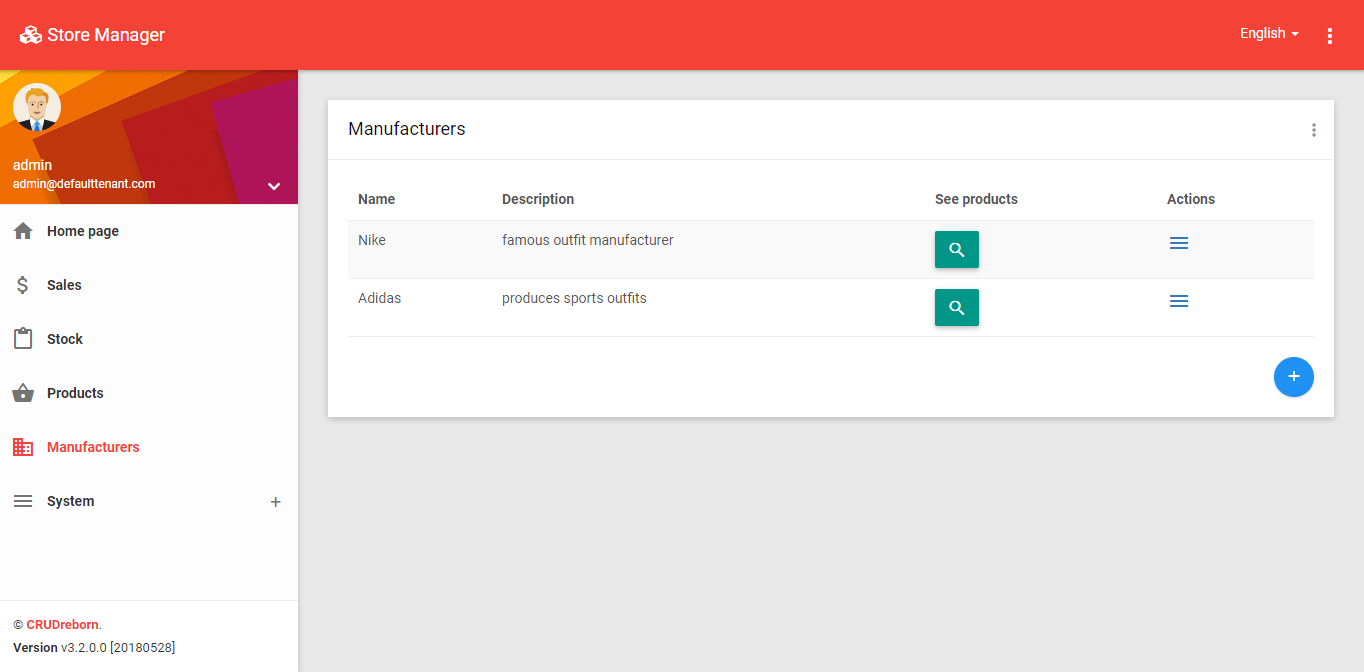 Store Manager
English
admin
admin@defaulttenant.com
Home page
Sales
Stock
Products
Manufacturers
System
© CRUDreborn.
Version v3.2.0.0 [20180528]
Manufacturers
Name Description See products Actions
Nike famous outfit manufacturer
Adidas produces sports outfits